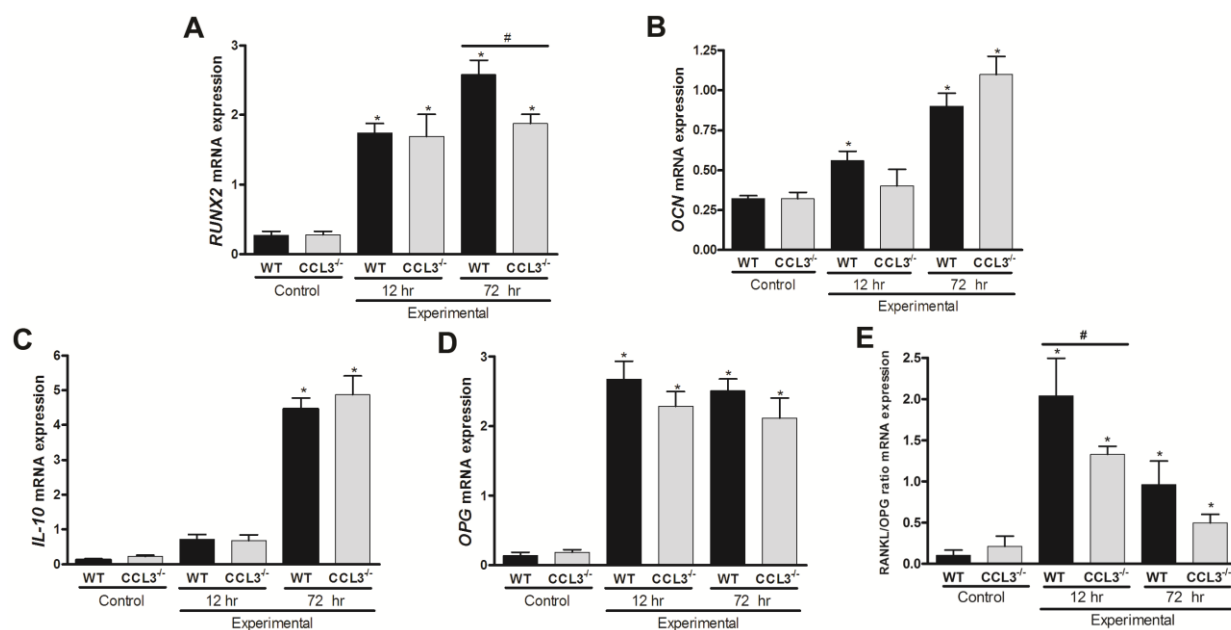 A
RUNX2 mRNA expression
3
2
1
0
#
*
*
*
*
WT CCL3-/- WT CCL3-/- WT CCL3-/-
Control 12 hr 72 hr
Experimental
B
OCN mRNA expression
1.25
1.00
0.75
0.50
0.25
0.00
*
*
*
WT CCL3-/- WT CCL3-/- WT CCL3-/-
Control 12 hr 72 hr
Experimental
C
IL-10 mRNA expression
6
5
4
3
2
1
0
*
*
WT CCL3-/- WT CCL3-/- WT CCL3-/-
Control 12 hr 72 hr
Experimental
D
OPG mRNA expression
3
2
1
0
*
*
*
*
WT CCL3-/- WT CCL3-/- WT CCL3-/-
Control 12 hr 72 hr
Experimental
E
RANKL/OPG ratio mRNA expression
2.5
2.0
1.5
1.0
0.5
0.0
#
*
*
*
*
WT CCL3-/- WT CCL3-/- WT CCL3-/-
Control 12 hr 72 hr
Experimental